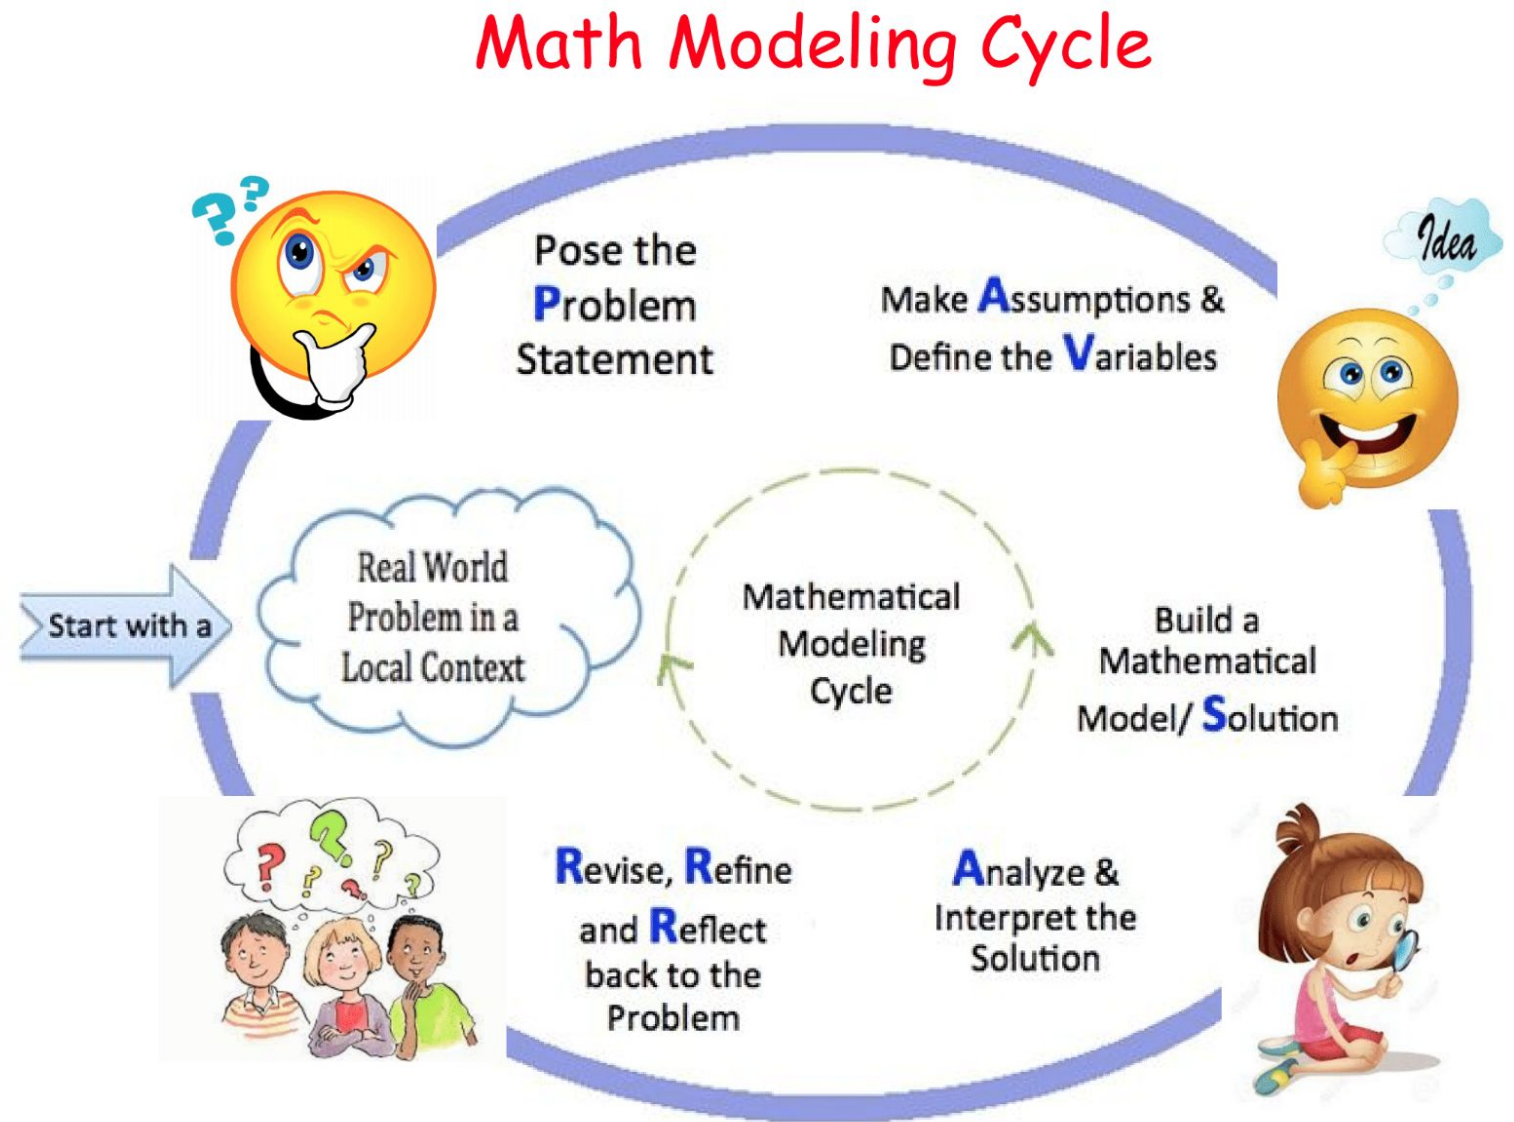 Math Modeling Cycle
Pose the
Problem
Statement
Make Assumptions &
Define the Variables
Idea
Start with a
Real World
Problem in a
Local Context
Mathematical
Modeling
Cycle
Build a
Mathematical
Model/ Solution
Analyze &
Interpret the
Solution
Revise, Refine
and Reflect
back to the
Problem
? ?
? ? ? ? ?